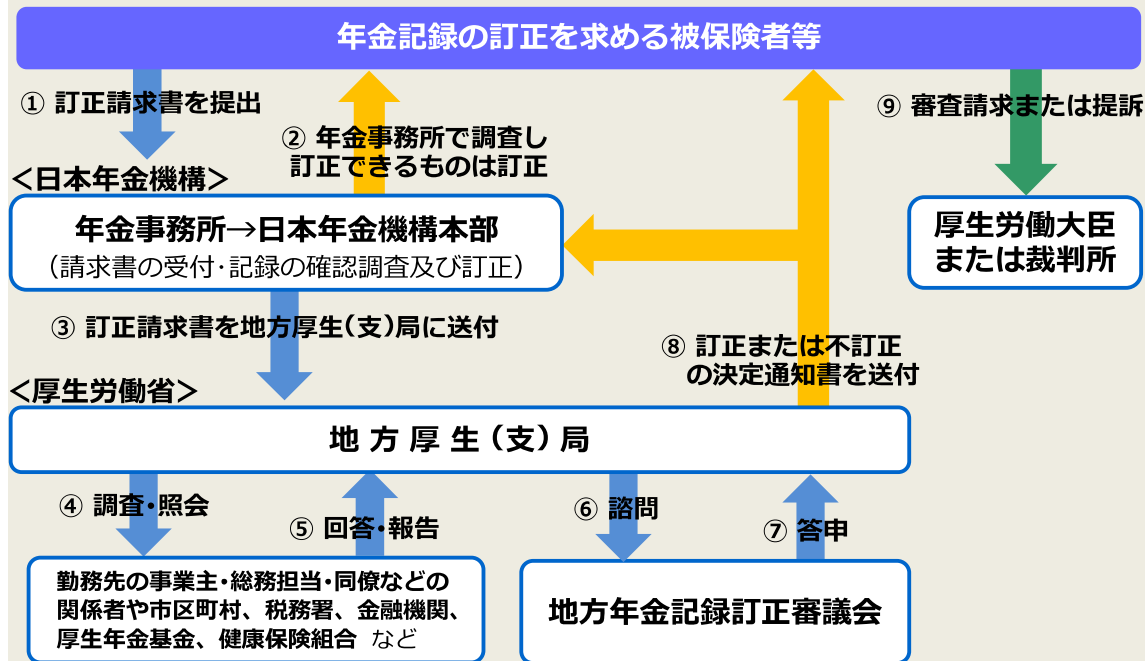 年金記録の訂正を求める被保険者等
① 訂正請求書を提出
② 年金事務所で調査し
訂正できるものは訂正
⑨ 審査請求または提訴
<日本年金機構>
年金事務所→日本年金機構本部
（請求書の受付･記録の確認調査及び訂正）
厚生労働大臣
または裁判所
③ 訂正請求書を地方厚生(支)局に送付
⑧ 訂正または不訂正
の決定通知書を送付
<厚生労働省>
地 方 厚 生 (支) 局
④ 調査･照会
⑤ 回答･報告
⑥ 諮問
⑦ 答申
勤務先の事業主･総務担当･同僚などの
関係者や市区町村、税務署、金融機関、
厚生年金基金、健康保険組合 など
地方年金記録訂正審議会